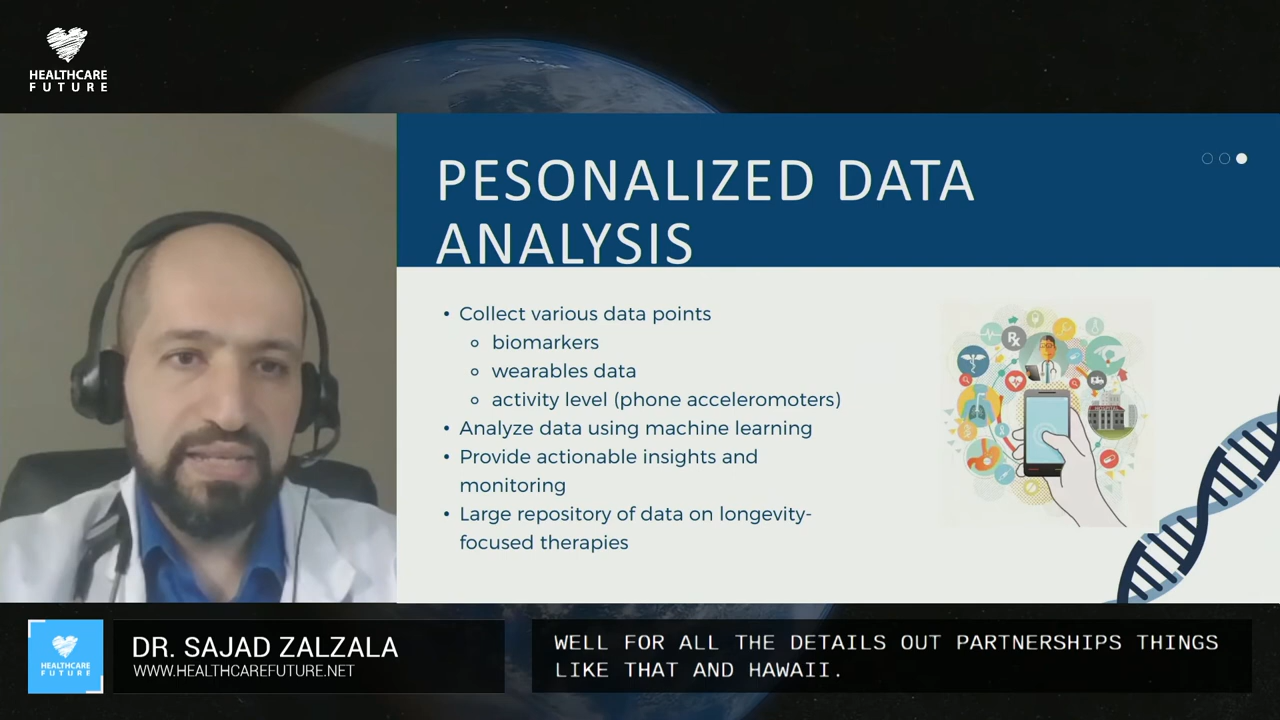 HEALTHCARE
FUTURE
PESONALIZED DATA
ANALYSIS
• Collect various data points
biomarkers
wearables data
activity level (phone acceleromoters)
• Analyze data using machine learning
• Provide actionable insights and
monitoring
• Large repository of data on longevity-
focused therapies
Rx
HOSPITAL
HEALTHCARE
FUTURE
DR. SAJAD ZALZALA
WWW.HEALTHCAREFUTURE.NET
WELL FOR ALL THE DETAILS OUT PARTNERSHIPS THINGS
LIKE THAT AND HAWAII.